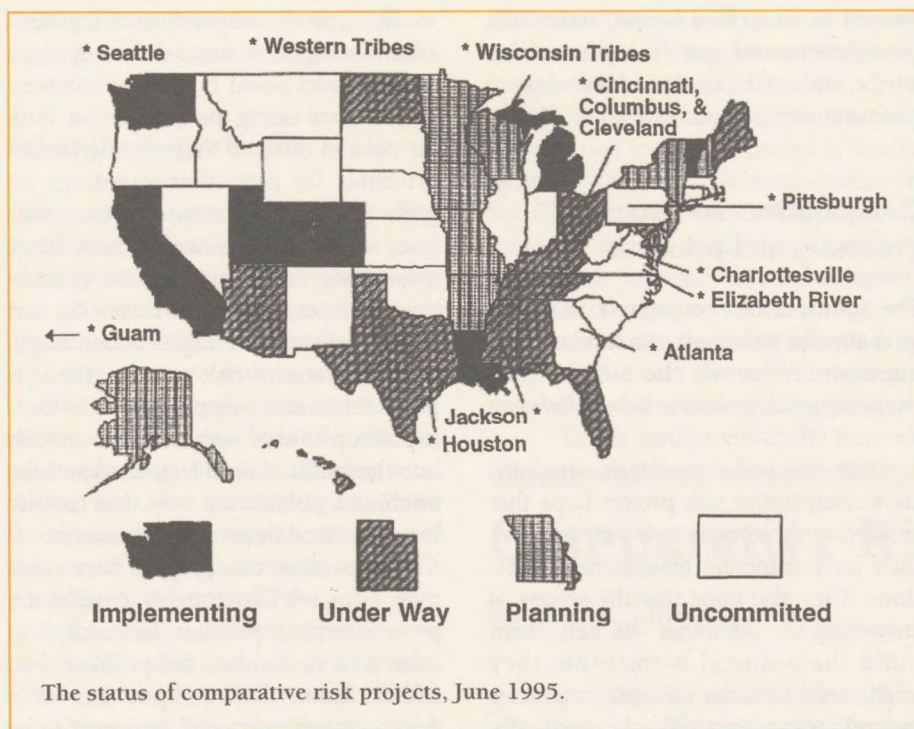 * Seattle
* Western Tribes
* Wisconsin Tribes
* Cincinnati,
Columbus, &
Cleveland
* Pittsburgh
* Charlottesville
* Elizabeth River
* Atlanta
* Guam
Jackson *
* Houston
Implementing
Under Way
Planning
Uncommitted
The status of comparative risk projects, June 1995.